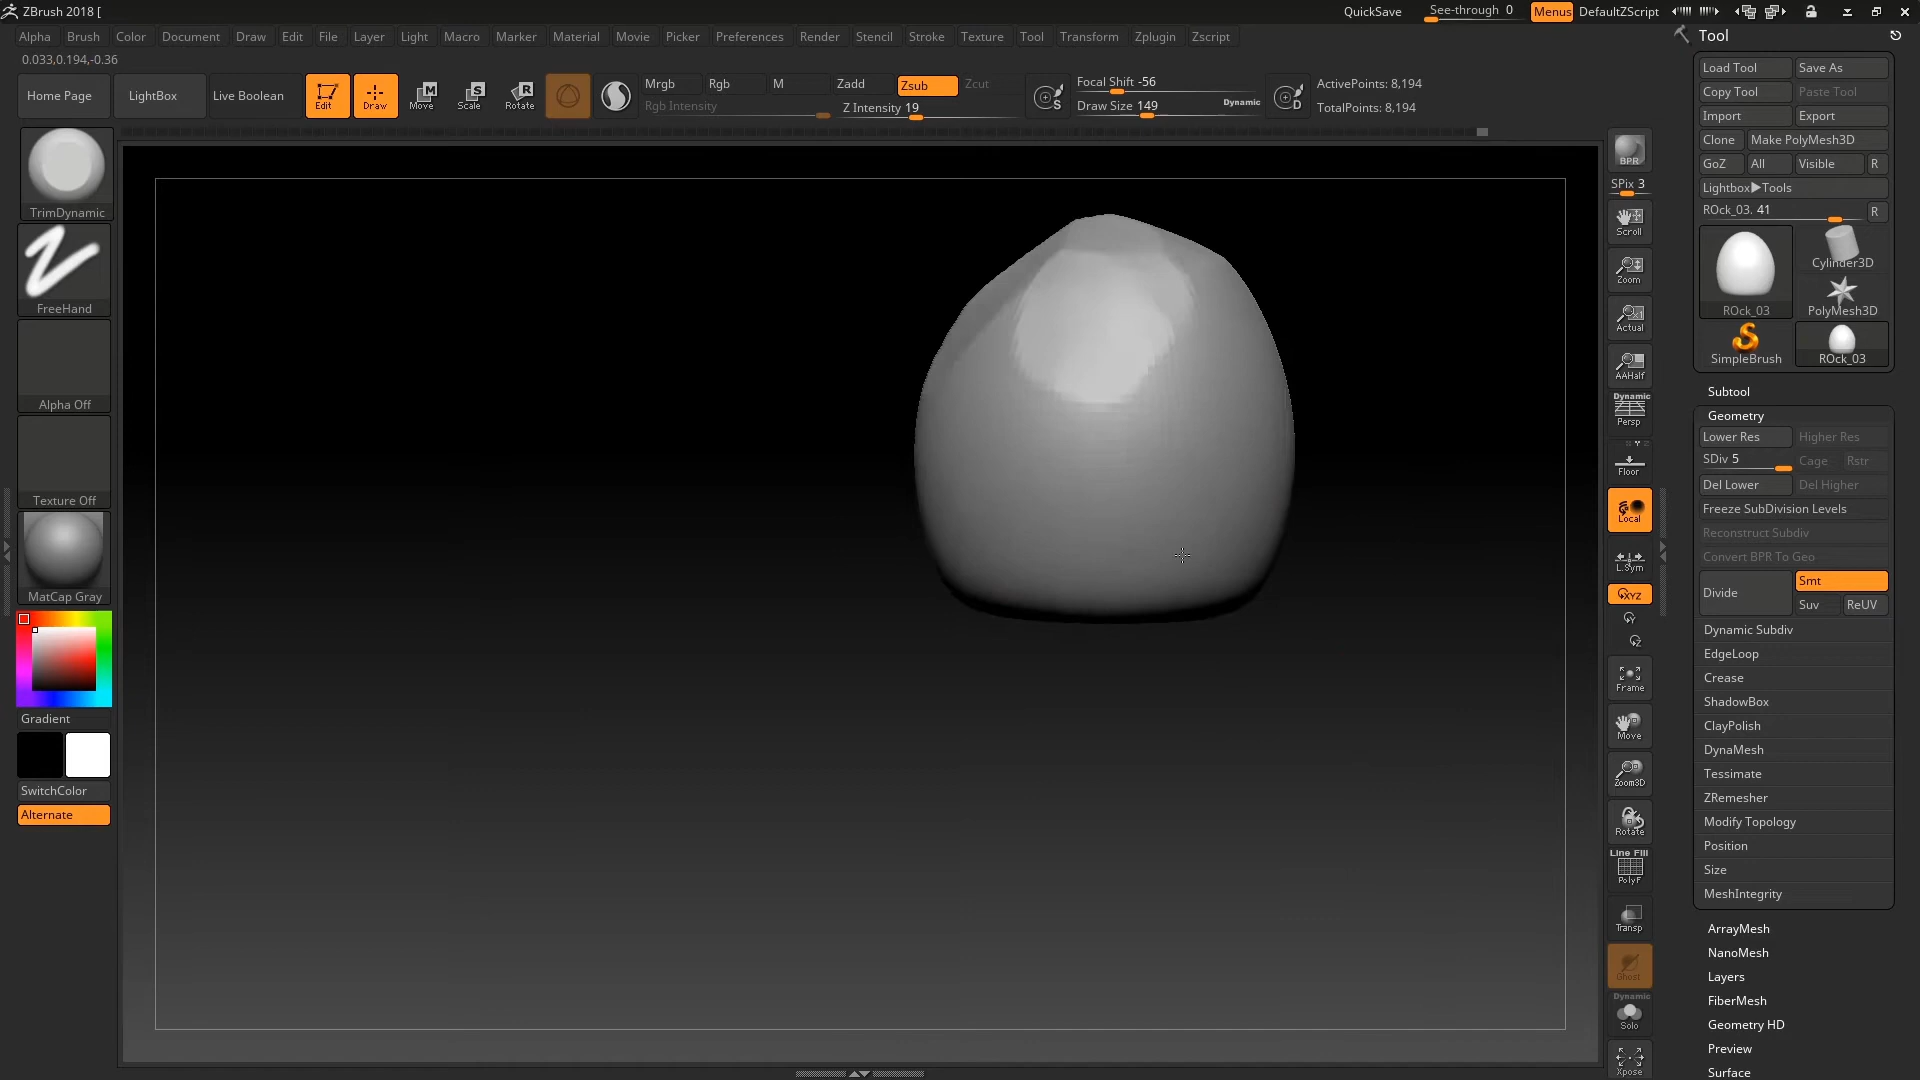 ZBrush 2018 [
QuickSave See-through 0 Menus DefaultZScript
Alpha Brush Color Document Draw Edit File Layer Light Macro Marker Material Movie Picker Preferences Render Stencil Stroke Texture Tool Transform Zplugin Zscript
0.033,0.194,-0.36
Home Page LightBox Live Boolean Edit Draw Move Scale Rotate
Mrgb Rgb M Zadd Zsub Zcut
Rgb Intensity Z Intensity 19
S Focal Shift -56
Draw Size 149 Dynamic
D ActivePoints: 8,194
TotalPoints: 8,194
TrimDynamic
FreeHand
Alpha Off
Texture Off
MatCap Gray
Gradient
SwitchColor
Alternate
BPR
SPix 3
Scroll
Zoom
Actual
AAHalf
Dynamic
Persp
Floor
Local
L.Sym
XYZ
Y
Z
Frame
Move
Zoom3D
Rotate
Line Fill
PolyF
Transp
Ghost
Dynamic
Solo
Xpose
Tool
Load Tool Save As
Copy Tool Paste Tool
Import Export
Clone Make PolyMesh3D
GoZ All Visible R
Lightbox▶Tools
ROck_03. 41 R
ROck_03 Cylinder3D
PolyMesh3D
SimpleBrush ROck_03
Subtool
Geometry
Lower Res Higher Res
SDiv 5 Cage Rstr
Del Lower Del Higher
Freeze SubDivision Levels
Reconstruct Subdiv
Convert BPR To Geo
Divide Smt
Suv ReUV
Dynamic Subdiv
EdgeLoop
Crease
ShadowBox
ClayPolish
DynaMesh
Tessimate
ZRemesher
Modify Topology
Position
Size
MeshIntegrity
ArrayMesh
NanoMesh
Layers
FiberMesh
Geometry HD
Preview
Surface